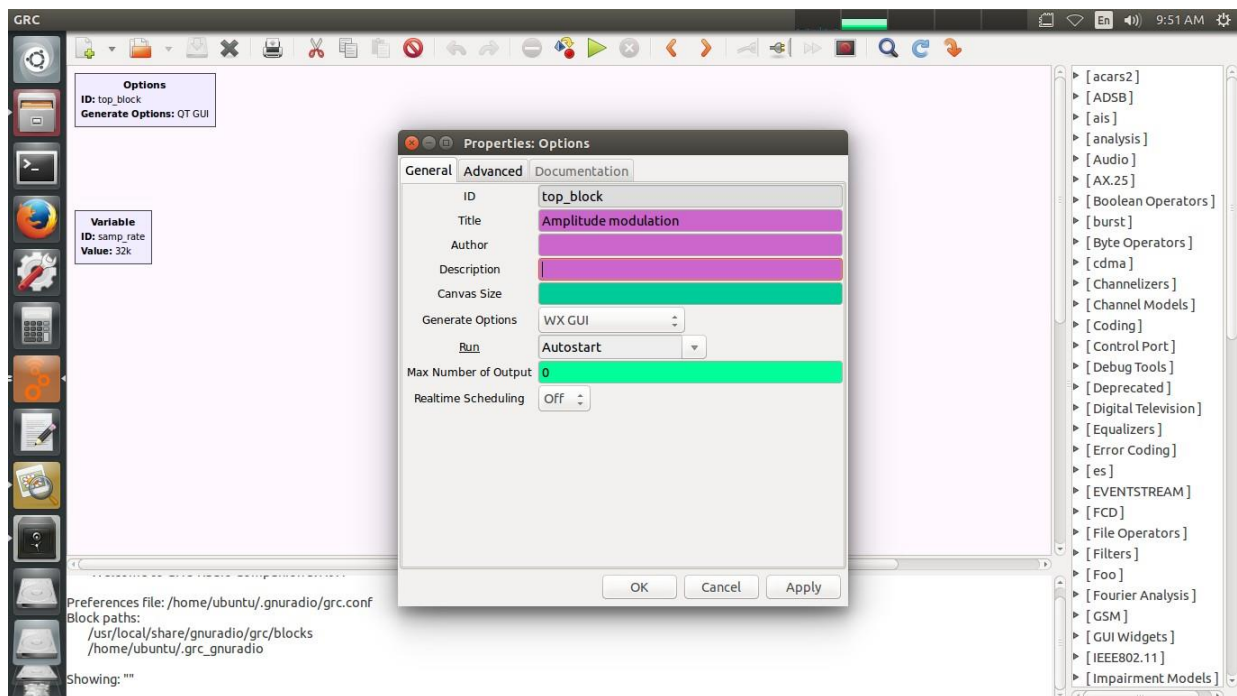 GRC
En
9:51 AM
Options
ID: top_block
Generate Options: QT GUI
Variable
ID: samp_rate
Value: 32k
Properties: Options
General Advanced Documentation
ID top_block
Title Amplitude modulation
Author
Description
Canvas Size
Generate Options WX GUI
Run Autostart
Max Number of Output 0
Realtime Scheduling Off
OK Cancel Apply
Preferences file: /home/ubuntu/.gnuradio/grc.conf
Block paths:
/usr/local/share/gnuradio/grc/blocks
/home/ubuntu/.grc_gnuradio
Showing: ""
[acars2]
[ADSB]
[ais]
[analysis]
[Audio]
[AX.25]
[Boolean Operators]
[burst]
[Byte Operators]
[cdma]
[Channelizers]
[Channel Models]
[Coding]
[Control Port]
[Debug Tools]
[Deprecated]
[Digital Television]
[Equalizers]
[Error Coding]
[es]
[EVENTSTREAM]
[FCD]
[File Operators]
[Filters]
[Foo]
[Fourier Analysis]
[GSM]
[GUI Widgets]
[IEEE802.11]
[Impairment Models]